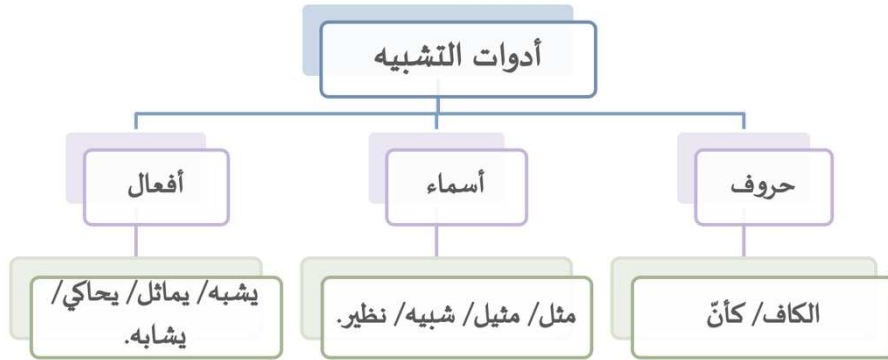 أدوات التشبيه
حروف
أسماء
أفعال
الكاف/ كأنّ
مثل/ مثيل/ شبيه/ نظير.
يشبه/ يماثل/ يحاكي/
يشابه.